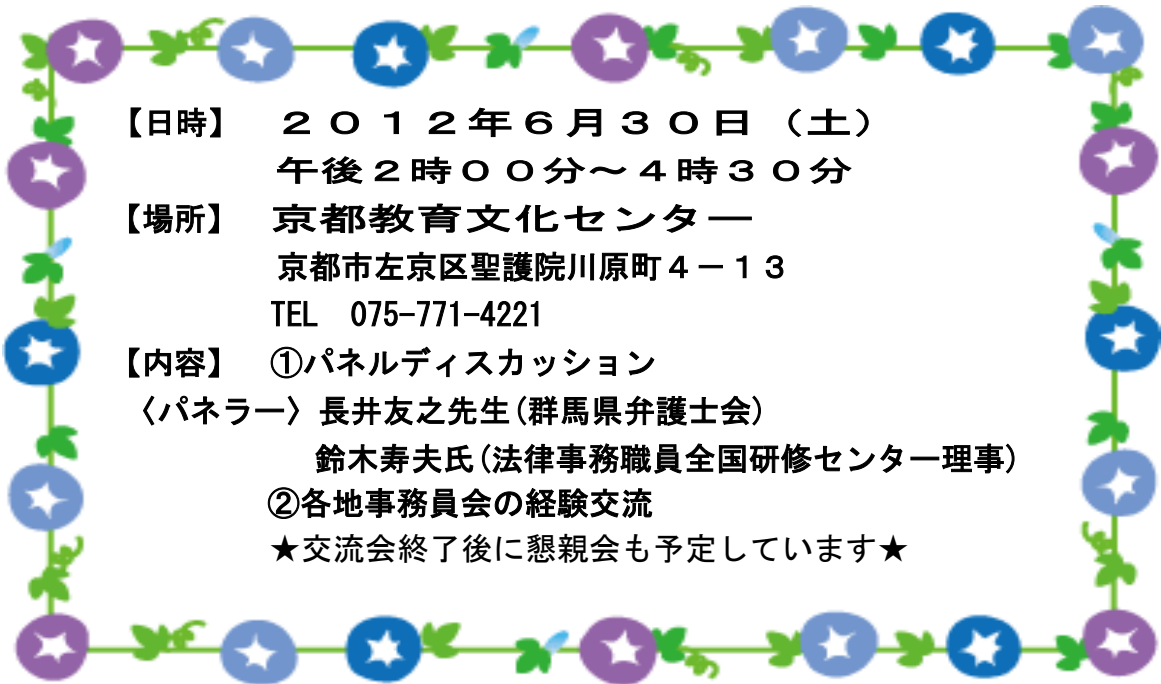 【日時】　２０１２年６月３０日（土）
午後２時００分～４時３０分
【場所】　京都教育文化センター
京都市左京区聖護院川原町４－１３
TEL　075-771-4221
【内容】　①パネルディスカッション
〈パネラー〉長井友之先生(群馬県弁護士会)
鈴木寿夫氏(法律事務職員全国研修センター理事)
②各地事務員会の経験交流
★交流会終了後に懇親会も予定しています★